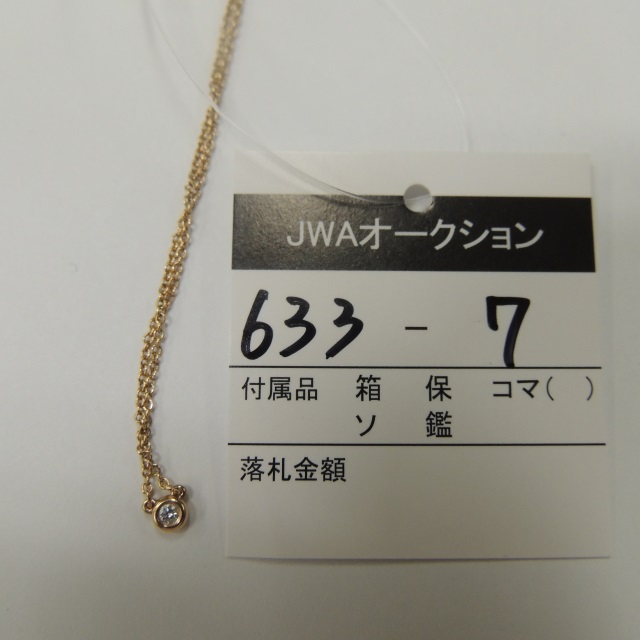 JWAオークション
633 - 7
付属品 箱 保 コマ( )
ソ 鑑
落札金額